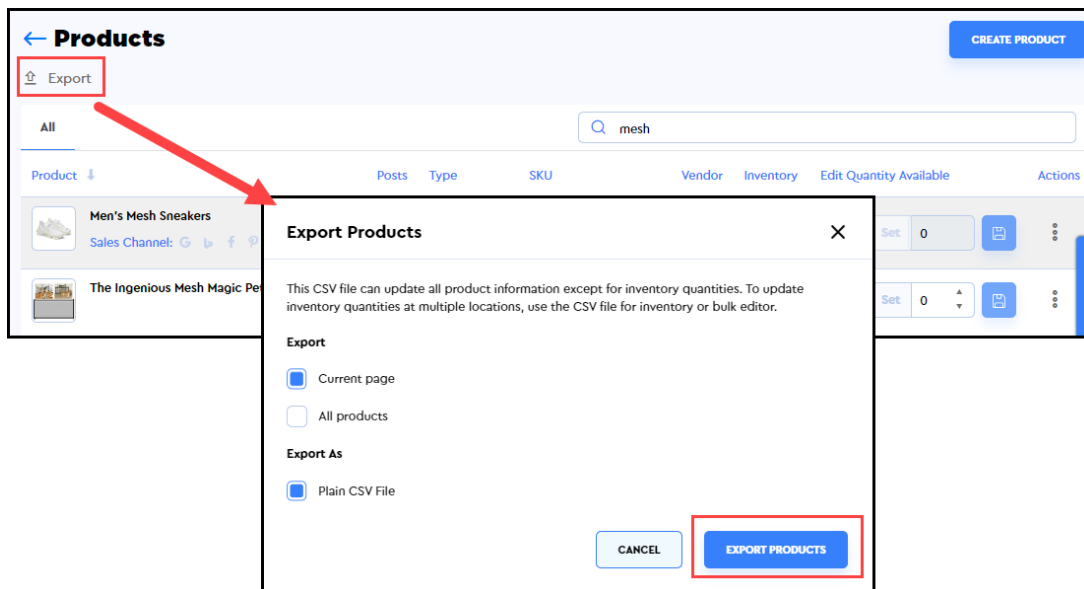 Products
CREATE PRODUCT
Export
All
mesh
Product Posts Type SKU Vendor Inventory Edit Quantity Available Actions
Men's Mesh Sneakers
Sales Channel:
Set 0
The Ingenious Mesh Magic Pe
Set 0
Export Products
This CSV file can update all product information except for inventory quantities. To update
inventory quantities at multiple locations, use the CSV file for inventory or bulk editor.
Export
Current page
All products
Export As
Plain CSV File
CANCEL
EXPORT PRODUCTS